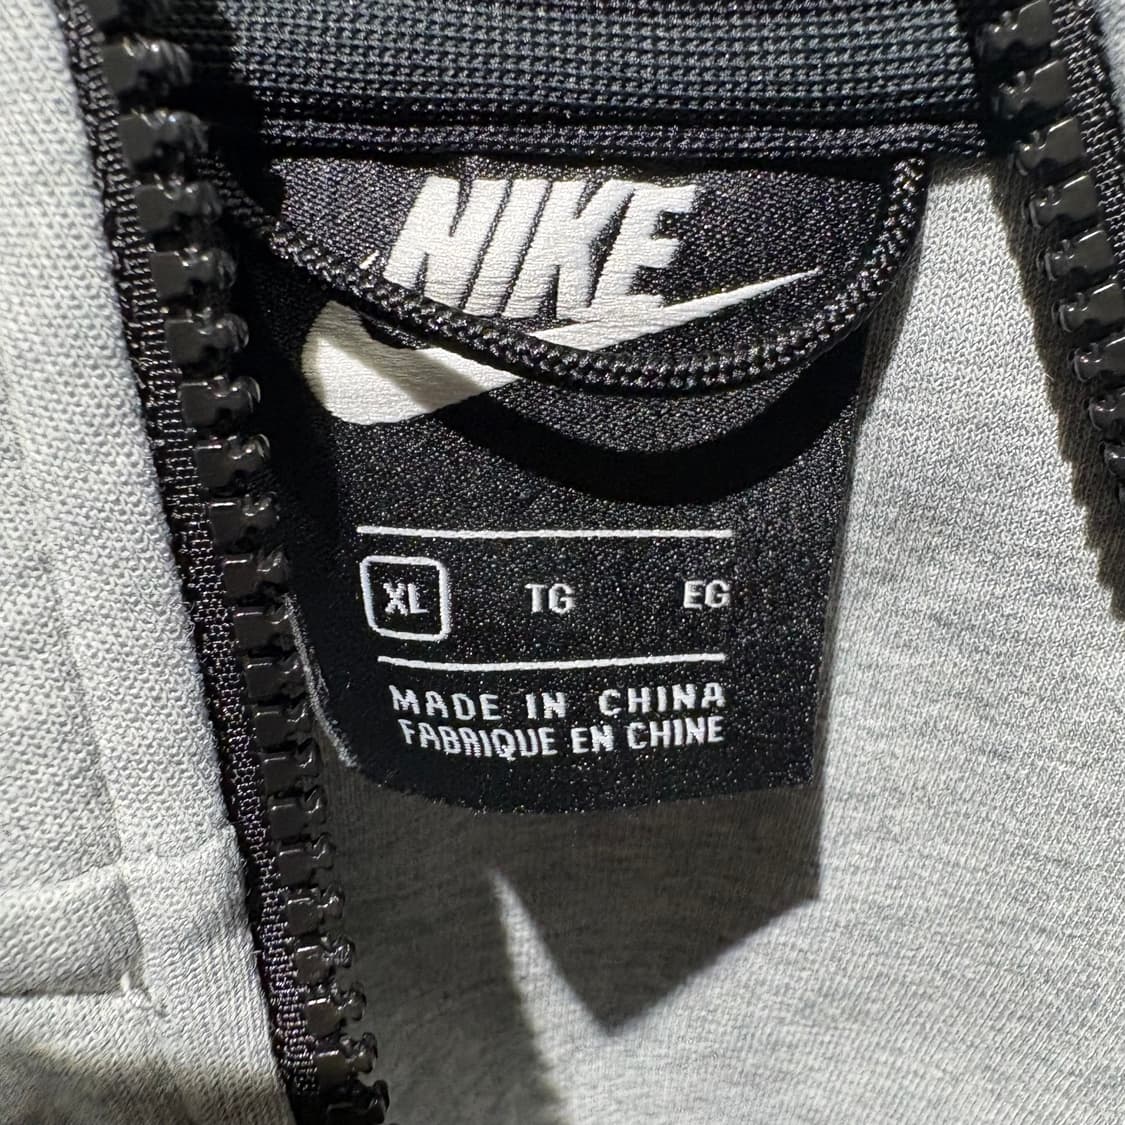 NIKE
XL TG EG
MADE IN CHINA
FABRIQUE EN CHINE